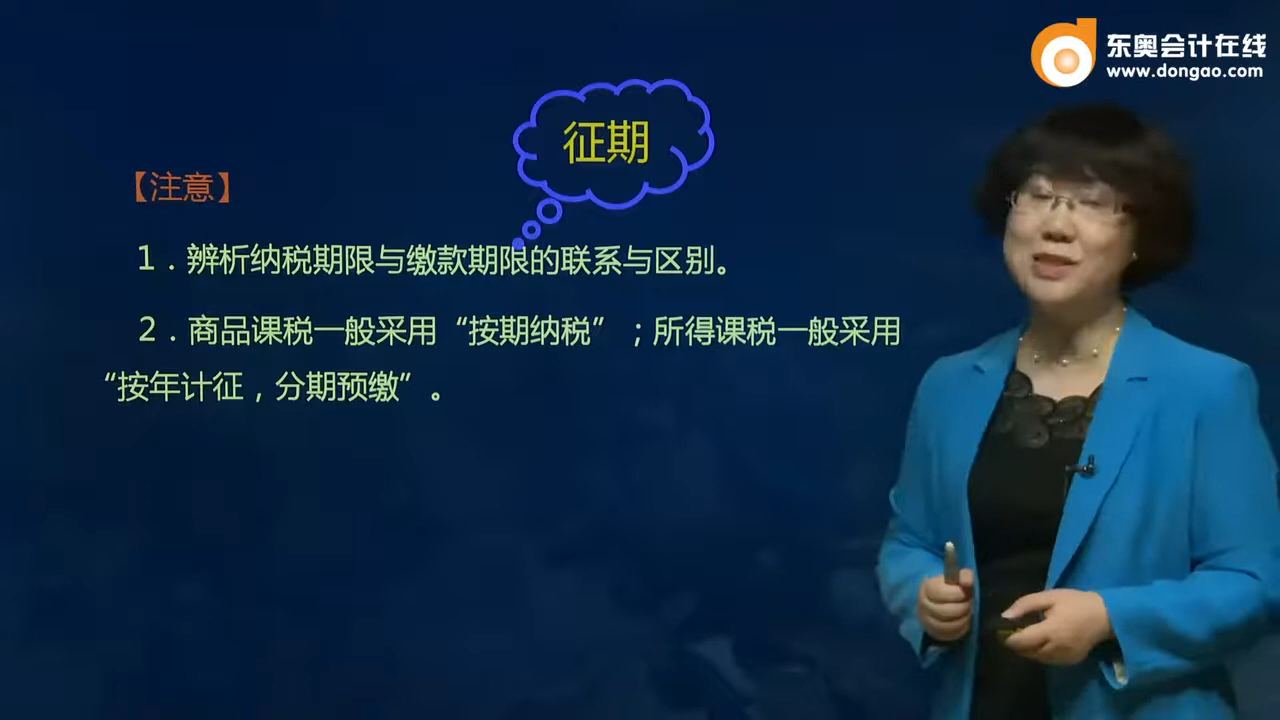 东奥会计在线
www.dongao.com
征期
【注意】
1．辨析纳税期限与缴款期限的联系与区别。
2．商品课税一般采用“按期纳税”；所得课税一般采用
“按年计征，分期预缴”。